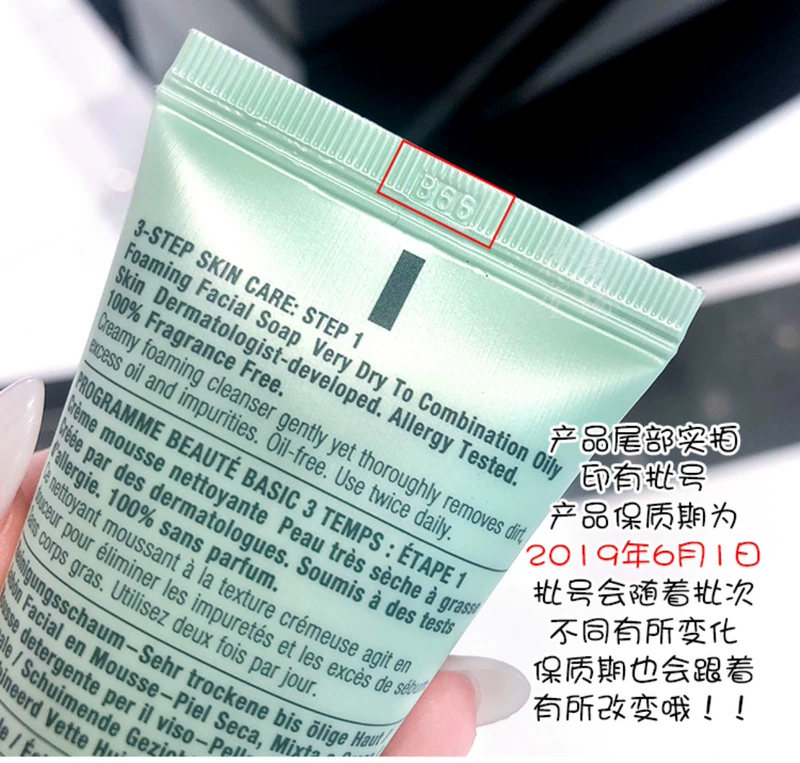 B66
3-STEP SKIN CARE: STEP 1
Foaming Facial Soap Very Dry To Combination Oily
Skin Dermatologist-developed. Allergy Tested.
100% Fragrance Free.
Creamy foaming cleanser gently yet thoroughly removes dirt,
excess oil and impurities. Oil-free. Use twice daily.
PROGRAMME BEAUTÉ BASIC 3 TEMPS : ÉTAPE 1
Crème mousse nettoyante Peau très sèche à grasse
Créée par des dermatologues. Soumis à des tests
d'allergie. 100% sans parfum.
nettoyant moussant à la texture crémeuse agit en
douceur pour éliminer les impuretés et les excès de sébum
sans corps gras. Utilisez deux fois par jour.
Reinigungsschaum–Sehr trockene bis ölige Haut /
Facial en Mousse–Piel Seca, Mixta
detergente per il viso–Pelle
/ Schuimende
Vette
产品尾部实拍
印有批号
产品保质期为
2019年6月1日
批号会随着批次
不同有所变化
保质期也会跟着
有所改变哦！！